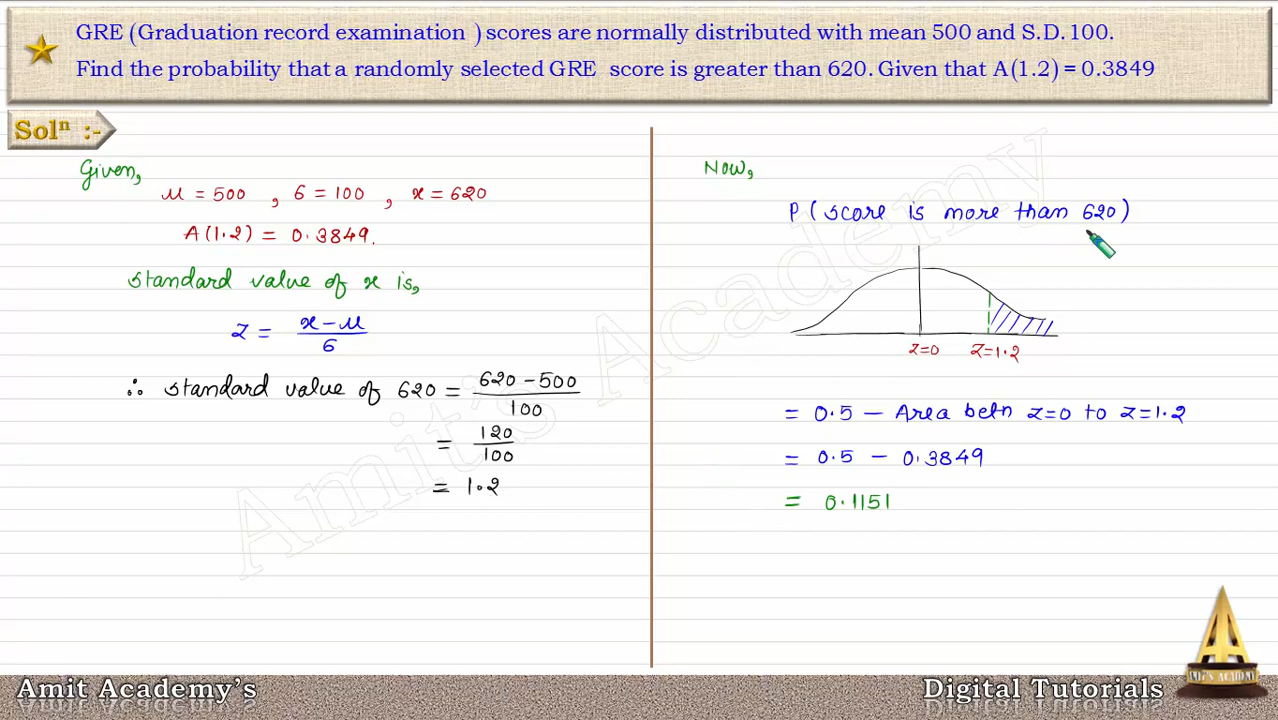 GRE (Graduation record examination ) scores are normally distributed with mean 500 and S.D. 100.
Find the probability that a randomly selected GRE score is greater than 620. Given that A(1.2) = 0.3849
Solⁿ :-
Given,
μ = 500 , σ = 100 , x = 620
A(1.2) = 0.3849.
standard value of x is,
z = (x – μ)/σ
∴ standard value of 620 = (620 – 500)/100
= 120/100
= 1.2
Now,
P ( score is more than 620)
z=0 z=1.2
= 0.5 – Area betn z=0 to z=1.2
= 0.5 – 0.3849
= 0.1151
Amit's Academy
AMIT'S ACADEMY
Amit Academy's
Digital Tutorials